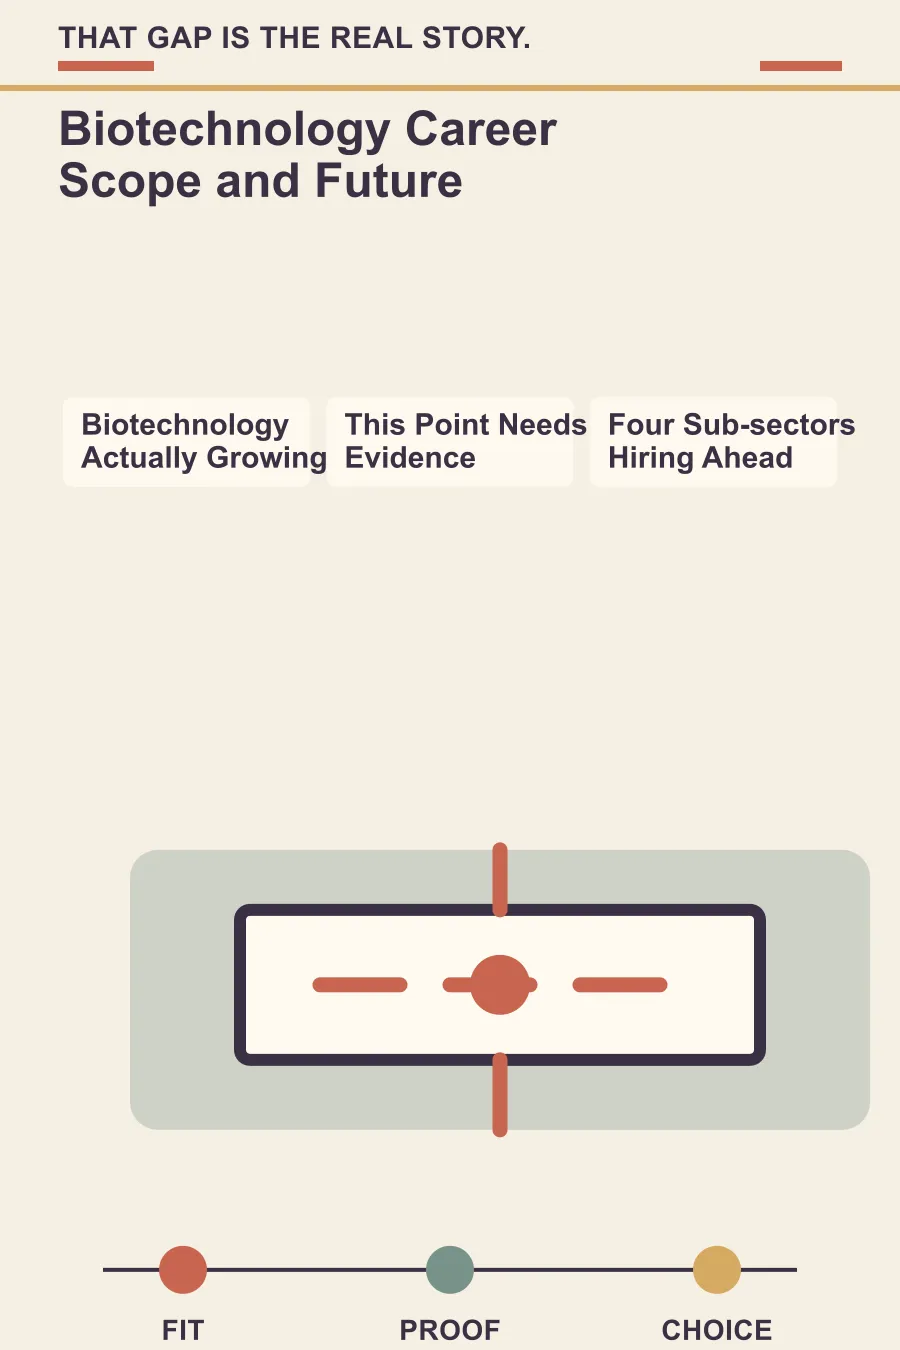 THAT GAP IS THE REAL STORY.
Biotechnology Career
Scope and Future
Biotechnology
Actually Growing
This Point Needs
Evidence
Four Sub-sectors
Hiring Ahead
FIT
PROOF
CHOICE